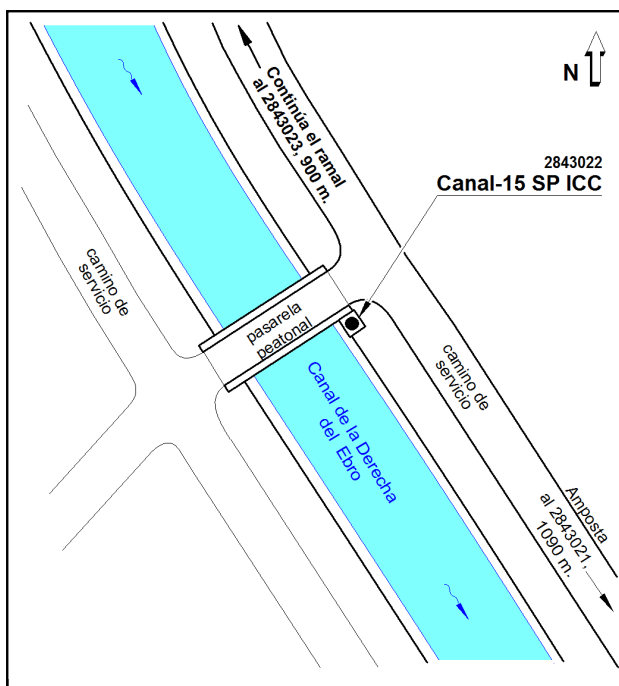 N
Continúa el ramal
al 2843023, 900 m.
2843022
Canal-15 SP ICC
camino de
servicio
pasarela
peatonal
camino de
servicio
Canal de la Derecha
del Ebro
Amposta
al 2843021,
1090 m.